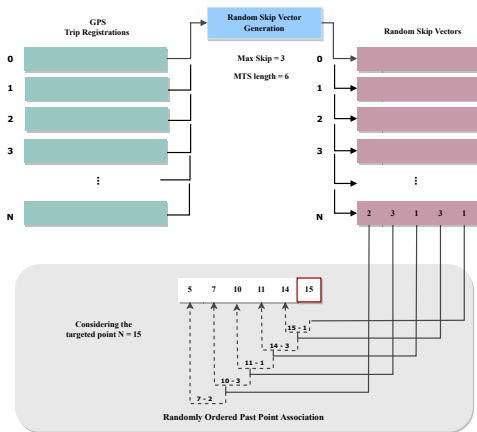 GPS
Trip Registrations
Random Skip Vector
Generation
Random Skip Vectors
Max Skip = 3
MTS length = 6
0
1
2
3
...
N
0
1
2
3
...
N
2 3 1 3 1
5 7 10 11 14 15
Considering the
targeted point N = 15
15 - 1
14 - 3
11 - 1
10 - 3
7 - 2
Randomly Ordered Past Point Association